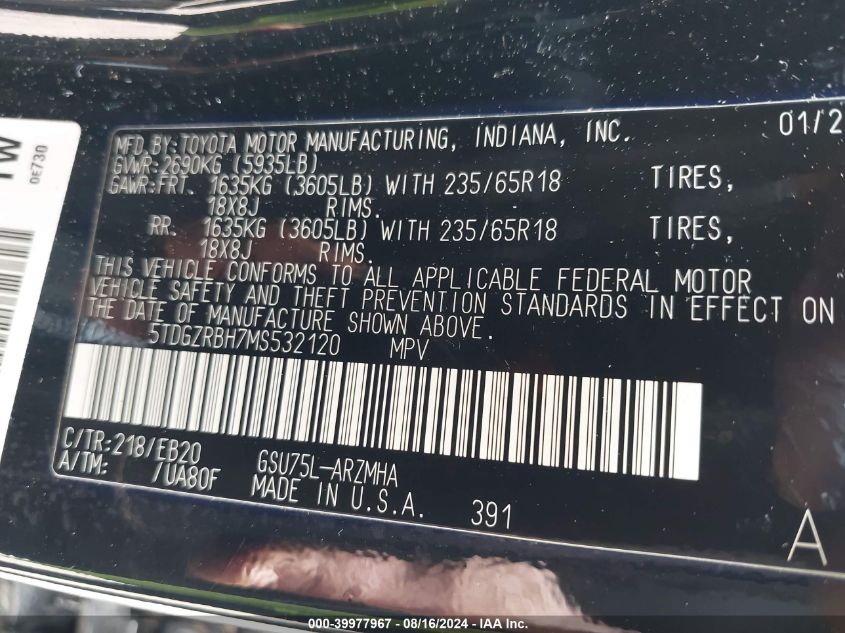 MFD.BY:TOYOTA MOTOR MANUFACTURING, INDIANA, INC. 01/2
GVWR:2690KG (5935LB)
GAWR:FRT. 1635KG (3605LB) WITH 235/65R18 TIRES,
18X8J RIMS.
RR. 1635KG (3605LB) WITH 235/65R18 TIRES,
18X8J RIMS.
THIS VEHICLE CONFORMS TO ALL APPLICABLE FEDERAL MOTOR
VEHICLE SAFETY AND THEFT PREVENTION STANDARDS IN EFFECT ON
THE DATE OF MANUFACTURE SHOWN ABOVE.
5TDGZRBH7MS532120 MPV
C/TR:218/EB20 GSU75L-ARZMHA
A/TM: /UA80F MADE IN U.S.A. 391
A
TW
0E730
000-39977967 - 08/16/2024 - IAA Inc.